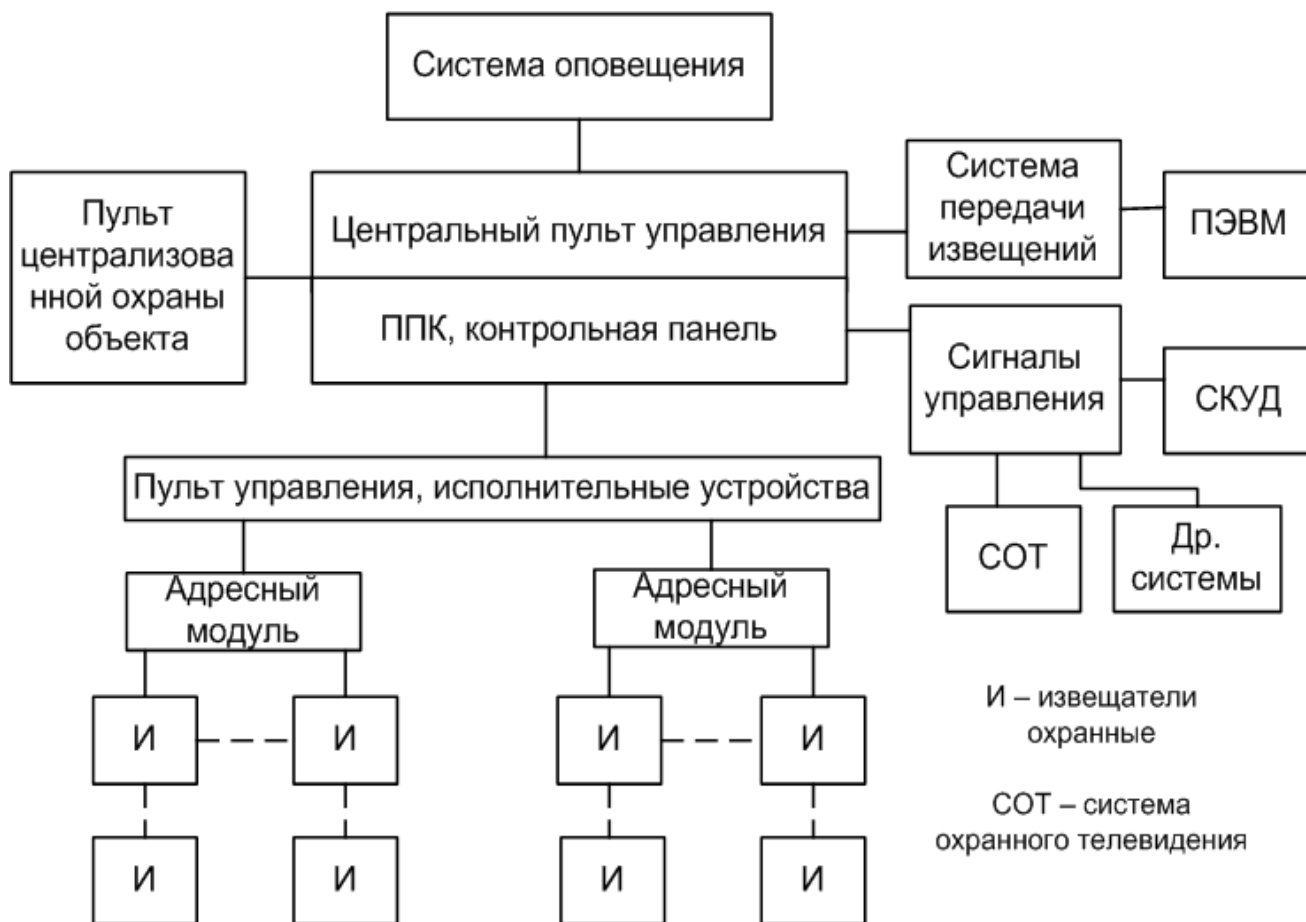 Система оповещения
Пульт
централизова
нной охраны
объекта
Центральный пульт управления
ППК, контрольная панель
Система
передачи
извещений
ПЭВМ
Сигналы
управления
СКУД
СОТ
Др.
системы
Пульт управления, исполнительные устройства
Адресный
модуль
Адресный
модуль
И
И
И
И
И
И
И
И
И – извещатели
охранные
СОТ – система
охранного телевидения